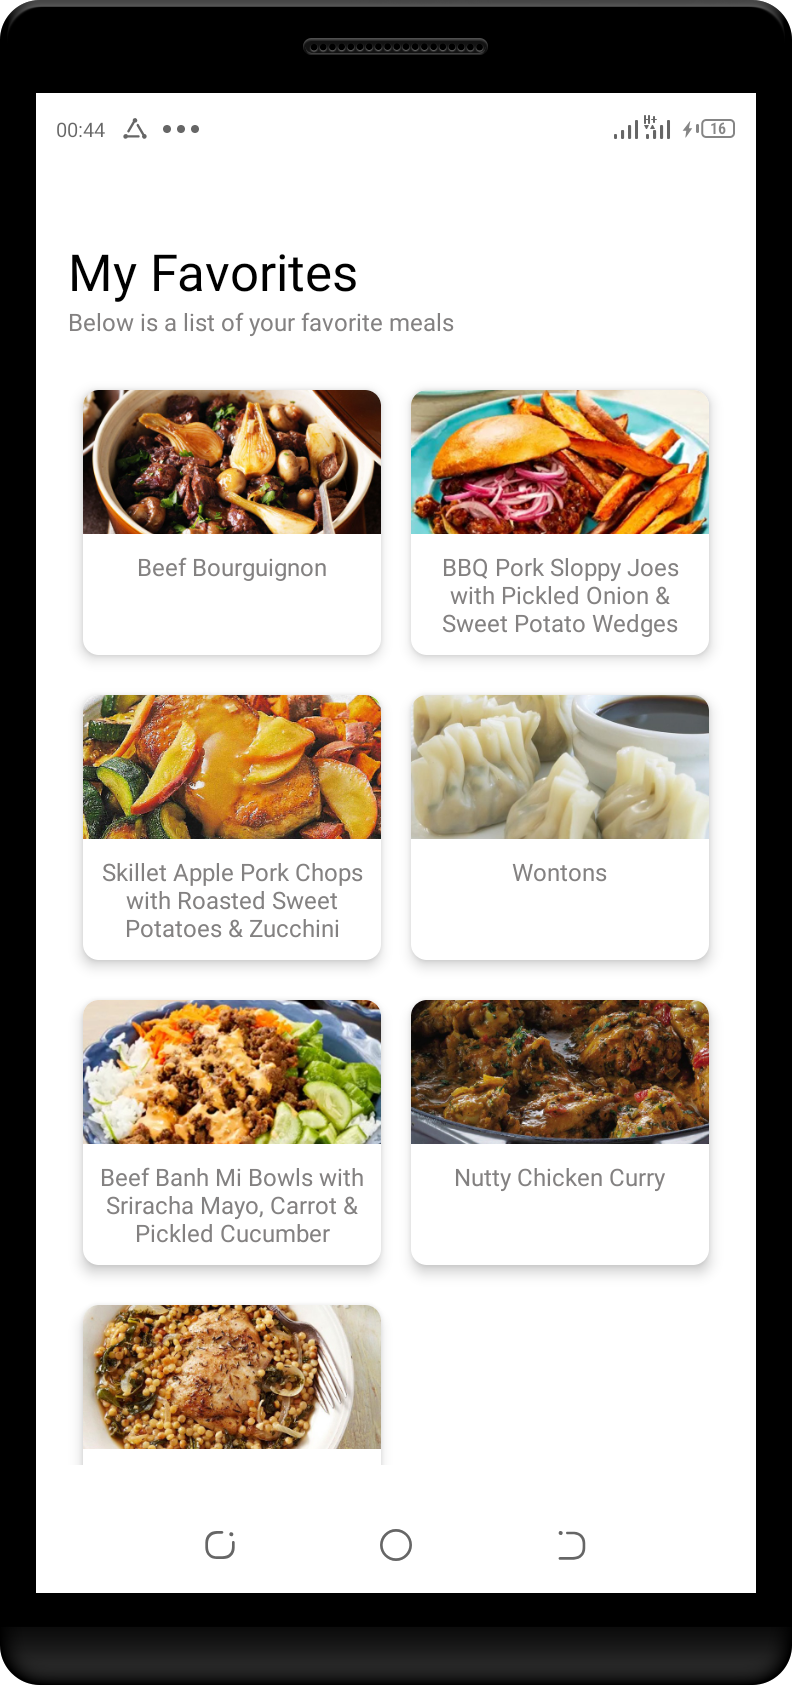 00:44
H+
16
My Favorites
Below is a list of your favorite meals
Beef Bourguignon
BBQ Pork Sloppy Joes
with Pickled Onion &
Sweet Potato Wedges
Skillet Apple Pork Chops
with Roasted Sweet
Potatoes & Zucchini
Wontons
Beef Banh Mi Bowls with
Sriracha Mayo, Carrot &
Pickled Cucumber
Nutty Chicken Curry